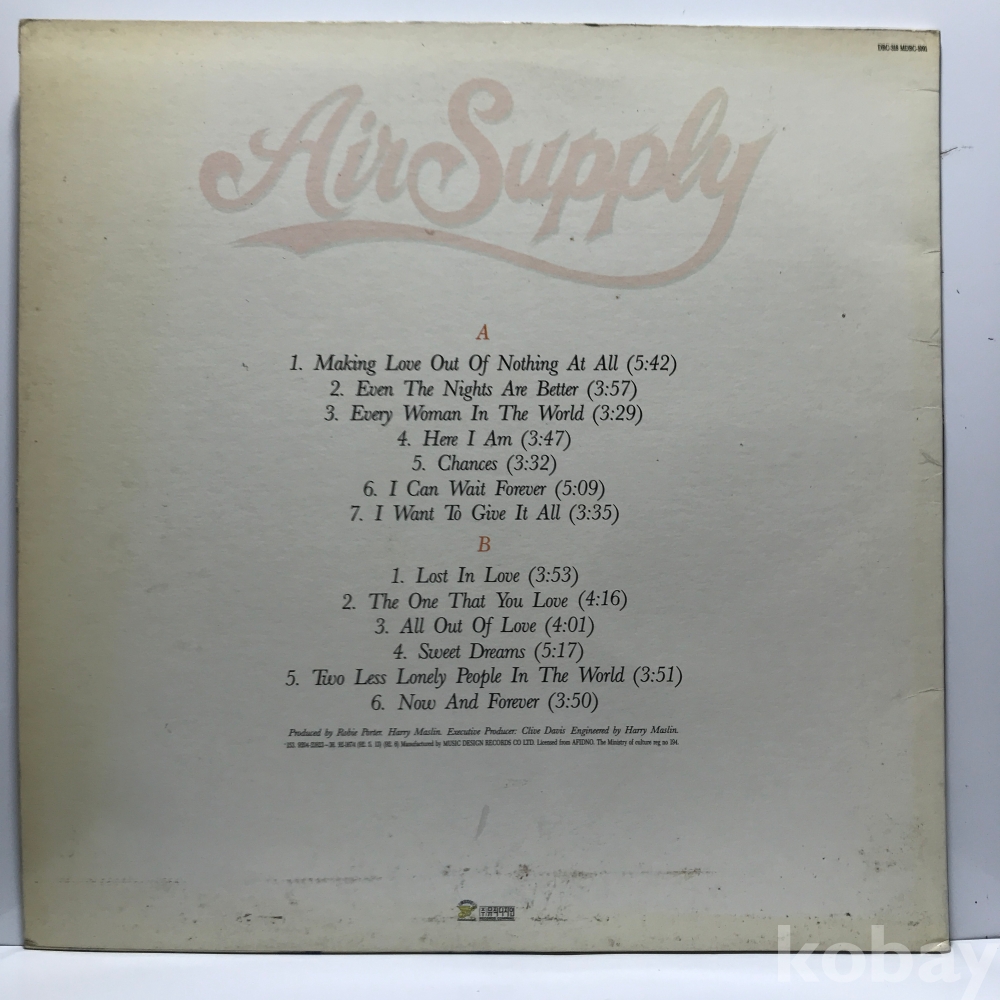 Air Supply
A
1. Making Love Out Of Nothing At All (5:42)
2. Even The Nights Are Better (3:57)
3. Every Woman In The World (3:29)
4. Here I Am (3:47)
5. Chances (3:32)
6. I Can Wait Forever (5:09)
7. I Want To Give It All (3:35)
B
1. Lost In Love (3:53)
2. The One That You Love (4:16)
3. All Out Of Love (4:01)
4. Sweet Dreams (5:17)
5. Two Less Lonely People In The World (3:51)
6. Now And Forever (3:50)
Produced by Robie Porter. Harry Maslin. Executive Producer: Clive Davis Engineered by Harry Maslin.
Manufactured by MUSIC DESIGN RECORDS CO LTD. Licensed from AFIDNO. The Ministry of culture reg no 194.
kobay